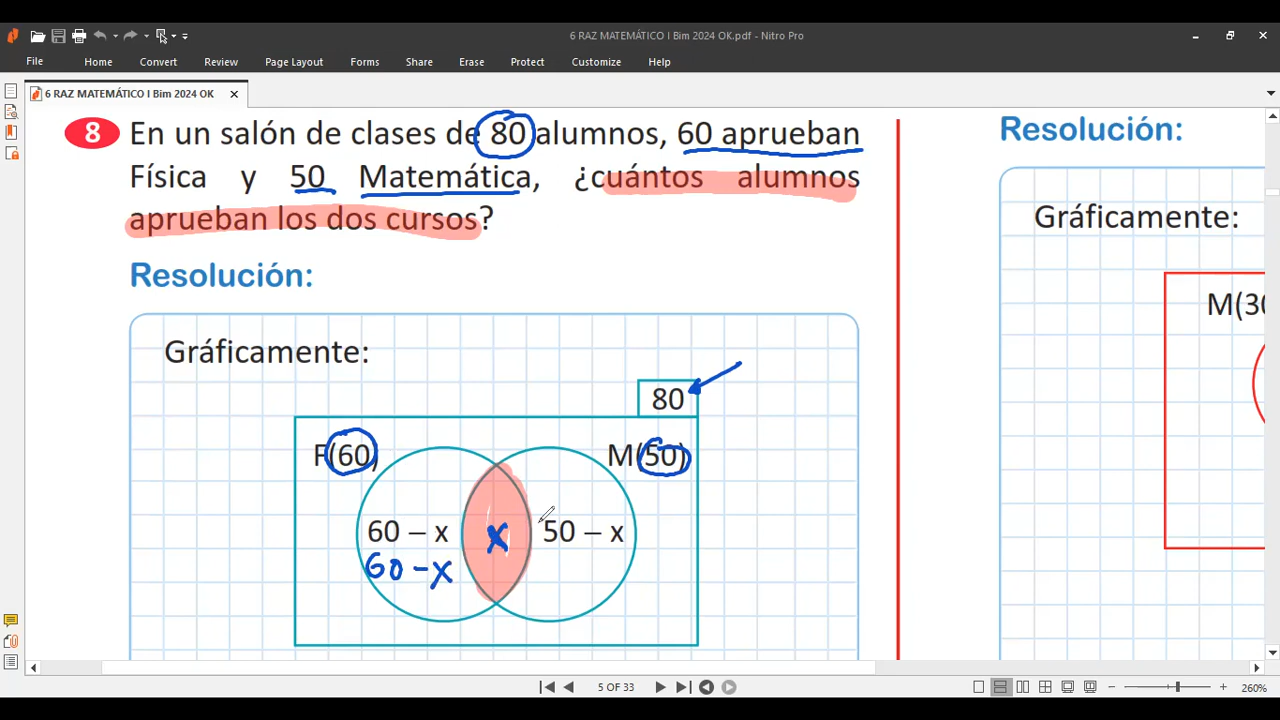 6 RAZ MATEMÁTICO I Bim 2024 OK.pdf - Nitro Pro
File Home Convert Review Page Layout Forms Share Erase Protect Customize Help
6 RAZ MATEMÁTICO I Bim 2024 OK
8 En un salón de clases de 80 alumnos, 60 aprueban
Física y 50 Matemática, ¿cuántos alumnos
aprueban los dos cursos?
Resolución:
Gráficamente:
80
F(60) M(50)
60 – x x 50 – x
60 - x
Resolución:
Gráficamente:
M(30
5 OF 33
260%